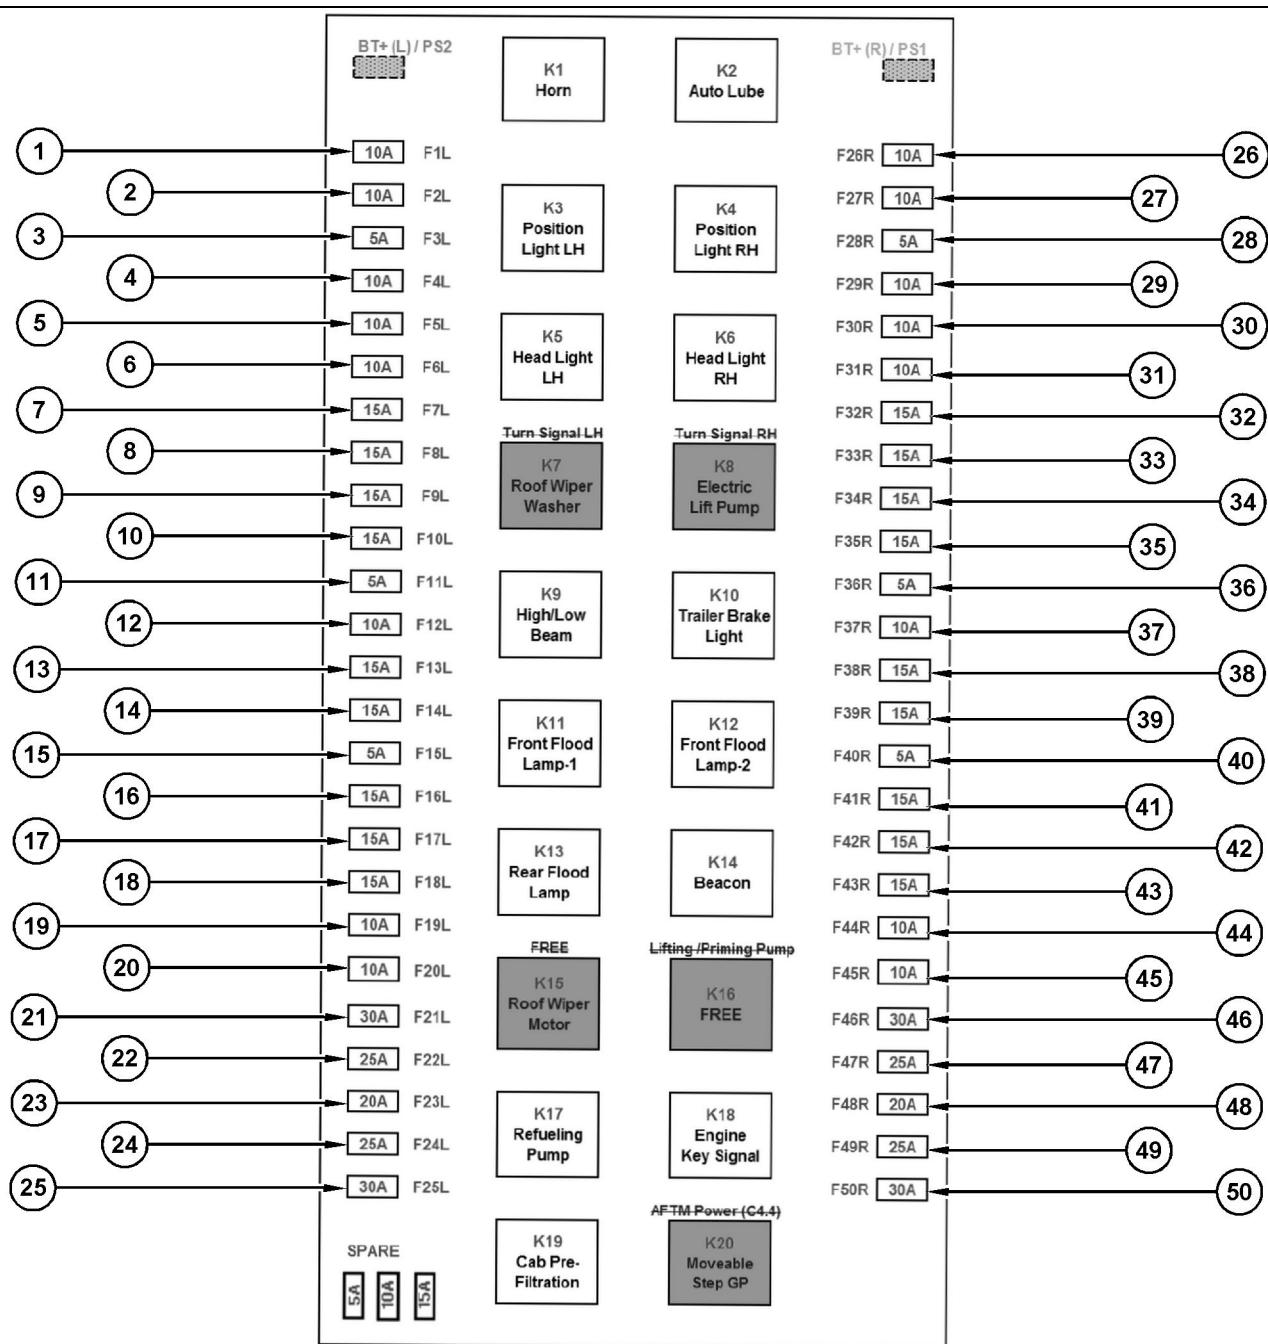 BT+ (L) / PS2
BT+ (R) / PS1
K1
Horn
K2
Auto Lube
1
10A F1L
F26R 10A
26
2
10A F2L
F27R 10A
27
K3
Position
Light LH
K4
Position
Light RH
3
5A F3L
F28R 5A
28
4
10A F4L
F29R 10A
29
5
10A F5L
F30R 10A
30
K5
Head Light
LH
K6
Head Light
RH
6
10A F6L
F31R 10A
31
7
15A F7L
F32R 15A
32
Turn Signal LH
Turn Signal RH
8
15A F8L
F33R 15A
33
K7
Roof Wiper
Washer
K8
Electric
Lift Pump
9
15A F9L
F34R 15A
34
10
15A F10L
F35R 15A
35
11
5A F11L
F36R 5A
36
K9
High/Low
Beam
K10
Trailer Brake
Light
12
10A F12L
F37R 10A
37
13
15A F13L
F38R 15A
38
14
15A F14L
F39R 15A
39
K11
Front Flood
Lamp-1
K12
Front Flood
Lamp-2
15
5A F15L
F40R 5A
40
16
15A F16L
F41R 15A
41
17
15A F17L
F42R 15A
42
K13
Rear Flood
Lamp
K14
Beacon
18
15A F18L
F43R 15A
43
19
10A F19L
F44R 10A
44
FREE
Lifting /Priming Pump
20
10A F20L
F45R 10A
45
K15
Roof Wiper
Motor
K16
FREE
21
30A F21L
F46R 30A
46
22
25A F22L
F47R 25A
47
23
20A F23L
F48R 20A
48
K17
Refueling
Pump
K18
Engine
Key Signal
24
25A F24L
F49R 25A
49
25
30A F25L
F50R 30A
50
AFTM Power (C4.4)
SPARE
5A
10A
15A
K19
Cab Pre-
Filtration
K20
Moveable
Step GP